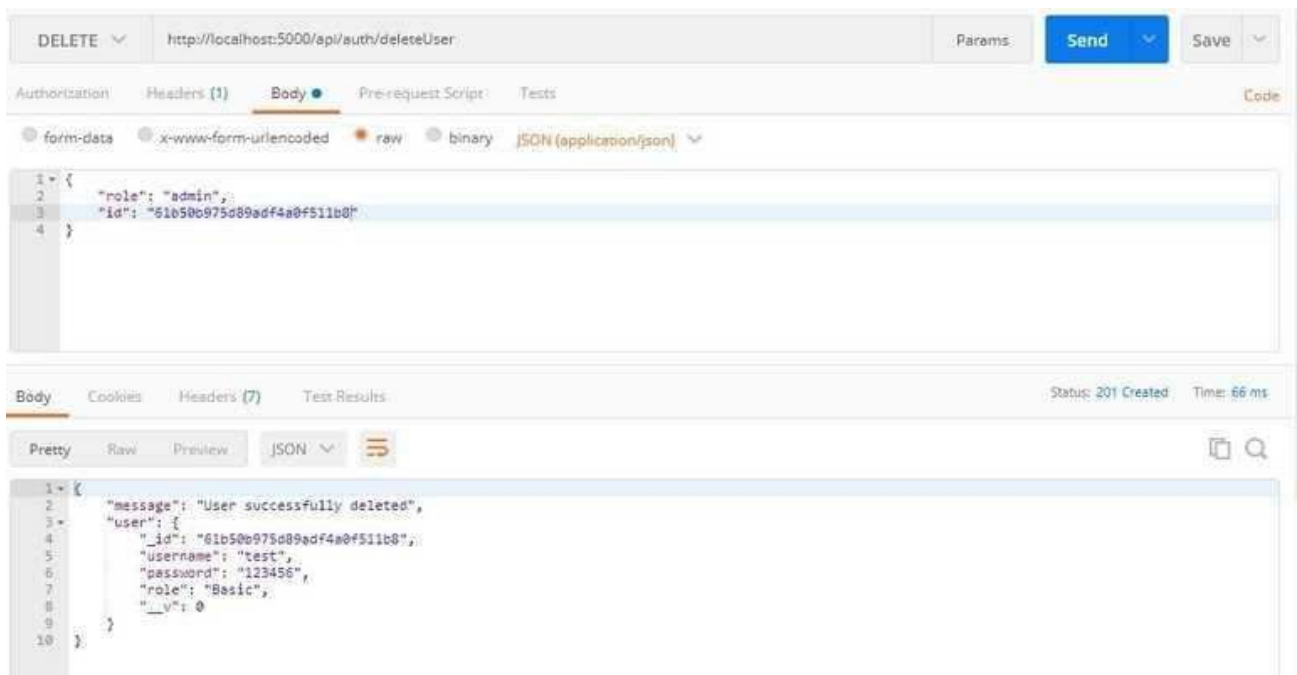 DELETE http://localhost:5000/api/auth/deleteUser Params Send Save
Authorization Headers (1) Body Pre-request Script Tests Code
form-data x-www-form-urlencoded raw binary JSON (application/json)
1 {
2 "role": "admin",
3 "id": "61b50b975d89adf4a0f511b8"
4 }
Body Cookies Headers (7) Test Results Status: 201 Created Time: 66 ms
Pretty Raw Preview JSON
1 {
2 "message": "User successfully deleted",
3 "user": {
4 "_id": "61b50b975d89adf4a0f511b8",
5 "username": "test",
6 "password": "123456",
7 "role": "Basic",
8 "__v": 0
9 }
10 }